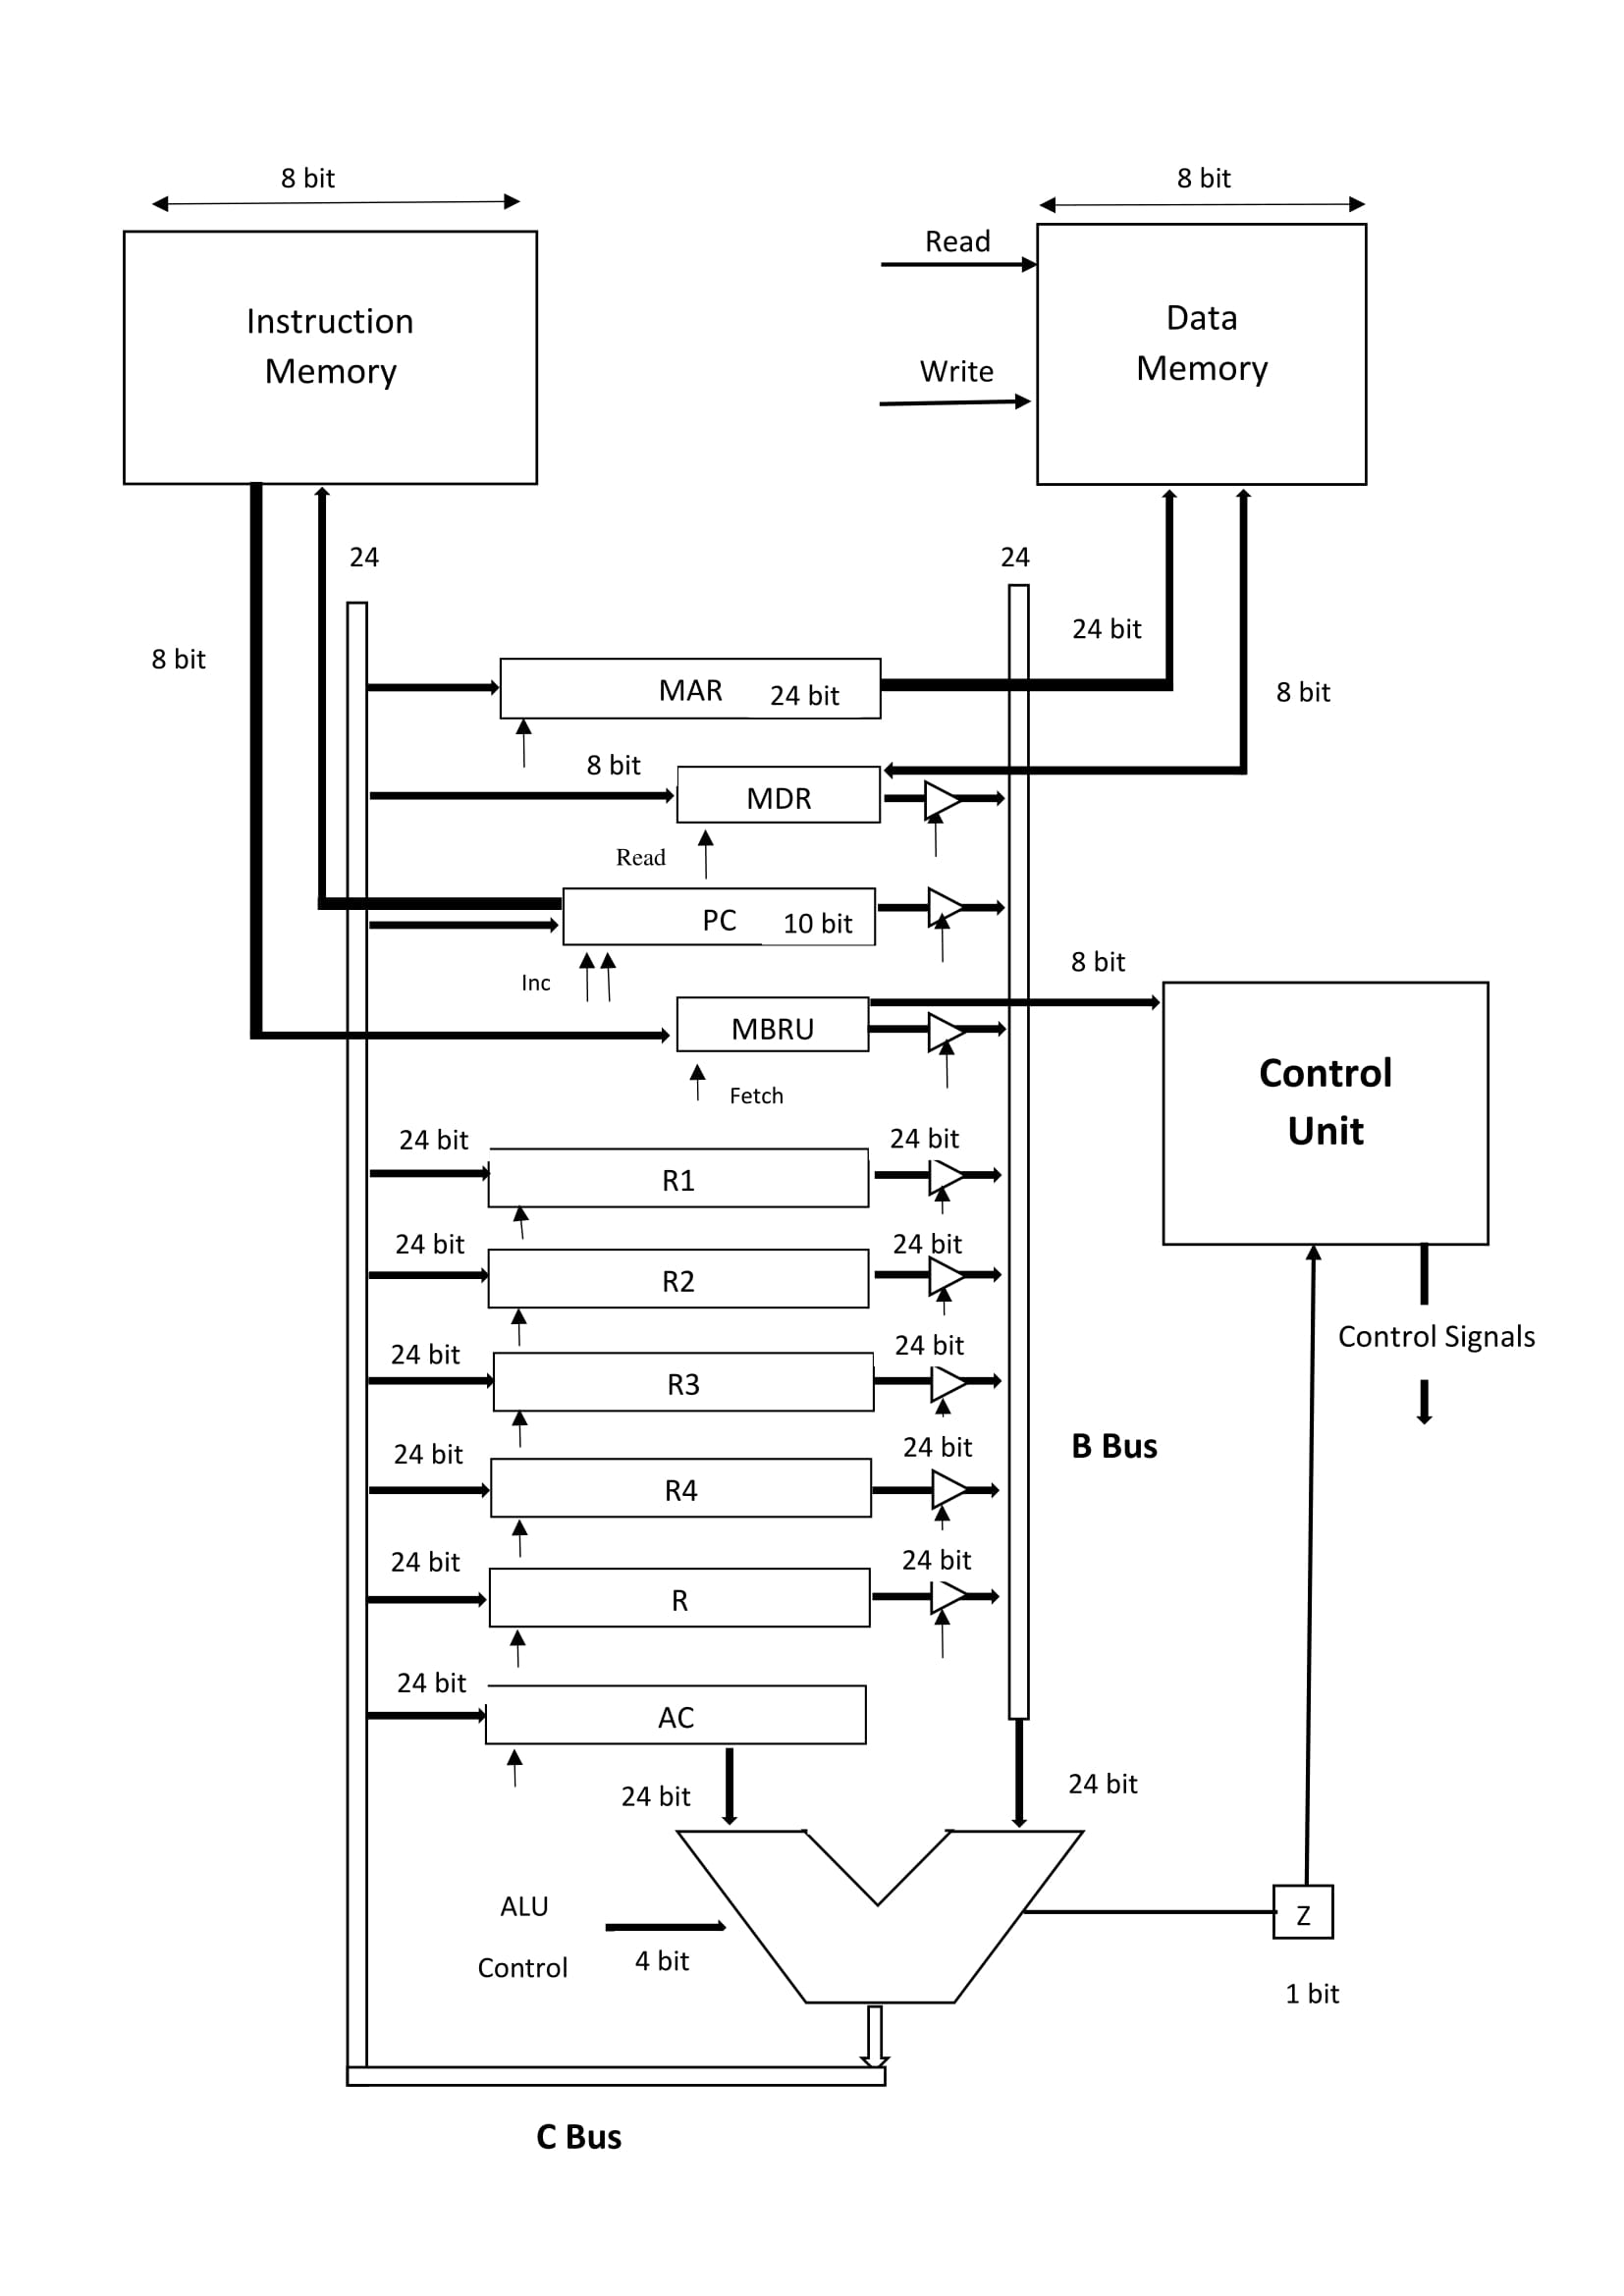 8 bit
8 bit
Read
Instruction
Memory
Data
Memory
Write
24
24
24 bit
8 bit
MAR 24 bit
8 bit
8 bit
MDR
Read
PC 10 bit
Inc
8 bit
MBRU
Fetch
Control
Unit
24 bit
24 bit
R1
24 bit
24 bit
R2
Control Signals
24 bit
24 bit
R3
B Bus
24 bit
24 bit
R4
24 bit
24 bit
R
24 bit
AC
24 bit
24 bit
ALU
Control
4 bit
Z
1 bit
C Bus